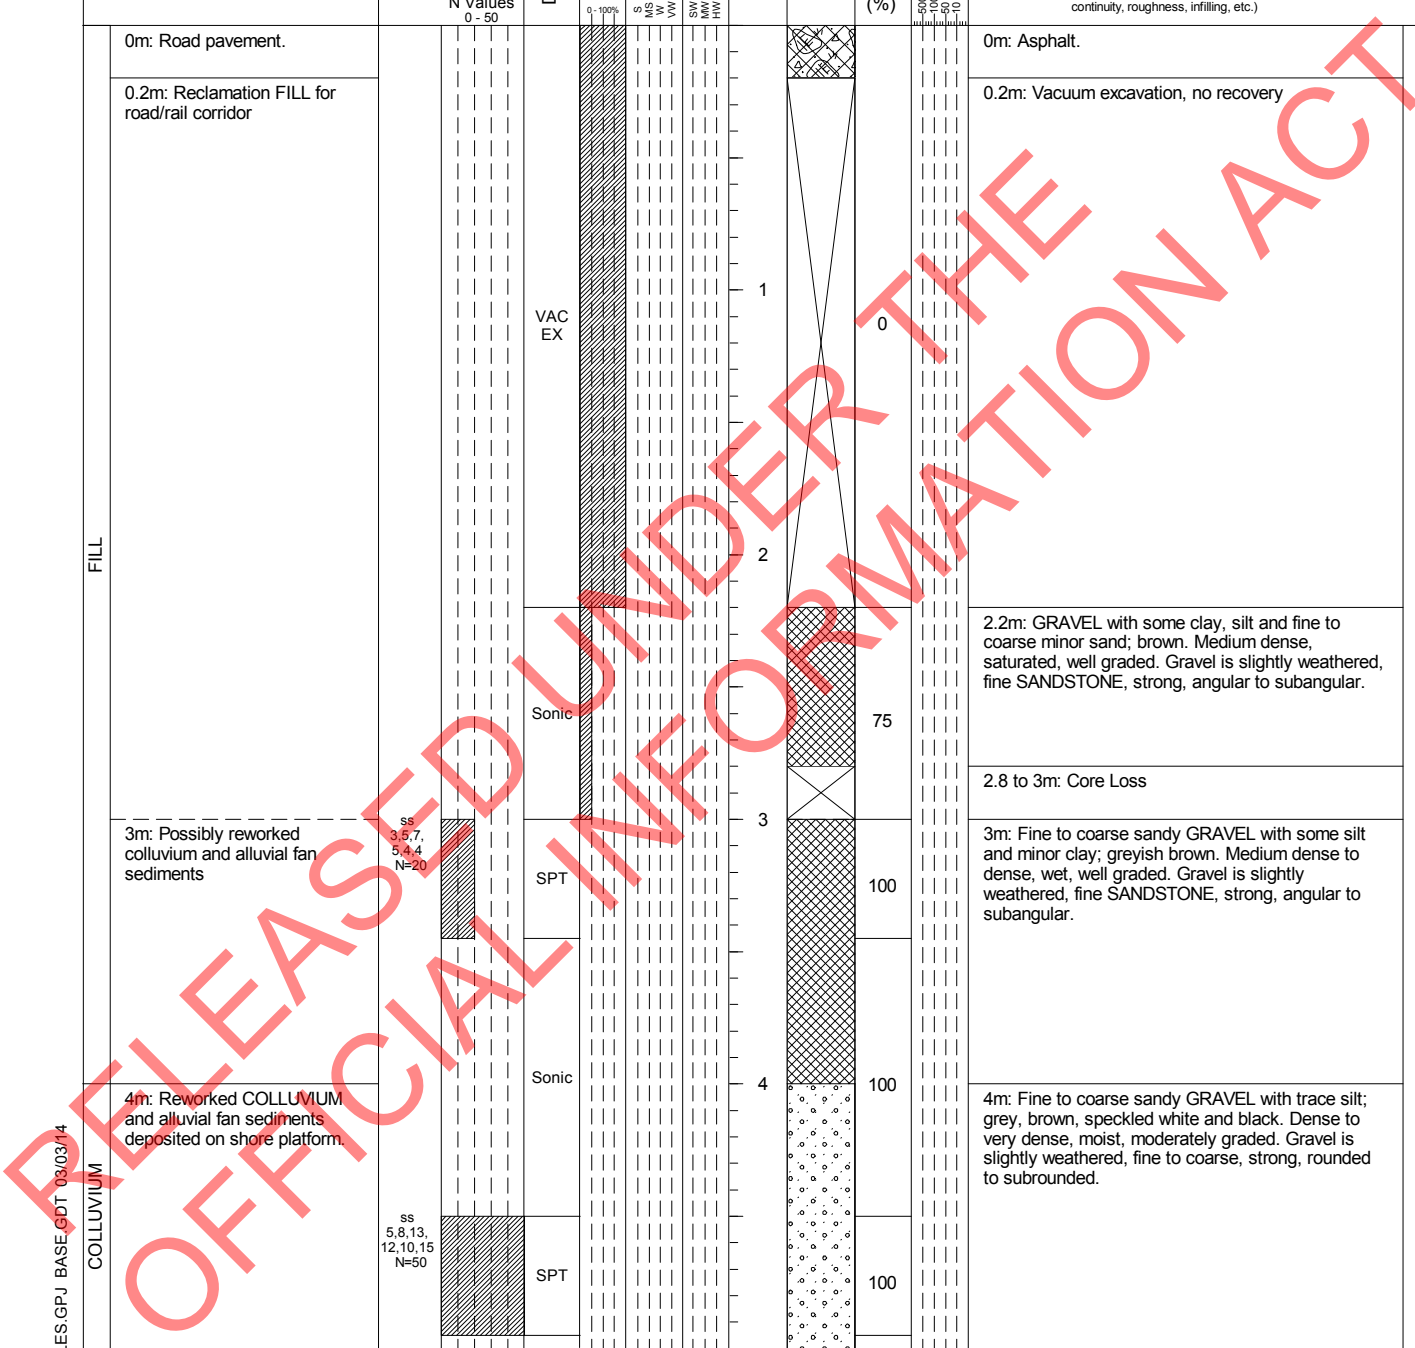 N Values
0 - 50
D
0 - 100%
S
MS
W
VW
SW
MW
HW
(%)
500
100
50
10
continuity, roughness, infilling, etc.)
0m: Road pavement.
0m: Asphalt.
0.2m: Reclamation FILL for
road/rail corridor
0.2m: Vacuum excavation, no recovery
VAC
EX
1
0
2
FILL
2.2m: GRAVEL with some clay, silt and fine to
coarse minor sand; brown. Medium dense,
saturated, well graded. Gravel is slightly weathered,
fine SANDSTONE, strong, angular to subangular.
Sonic
75
2.8 to 3m: Core Loss
3
3m: Possibly reworked
colluvium and alluvial fan
sediments
ss
3,5,7,
5,4,4
N=20
SPT
100
3m: Fine to coarse sandy GRAVEL with some silt
and minor clay; greyish brown. Medium dense to
dense, wet, well graded. Gravel is slightly
weathered, fine SANDSTONE, strong, angular to
subangular.
Sonic
4
100
4m: Reworked COLLUVIUM
and alluvial fan sediments
deposited on shore platform.
4m: Fine to coarse sandy GRAVEL with trace silt;
grey, brown, speckled white and black. Dense to
very dense, moist, moderately graded. Gravel is
slightly weathered, fine to coarse, strong, rounded
to subrounded.
COLLUVIUM
ss
5,8,13,
12,10,15
N=50
SPT
100
LES.GPJ BASE.GDT 03/03/14
RELEASED UNDER THE
OFFICIAL INFORMATION ACT